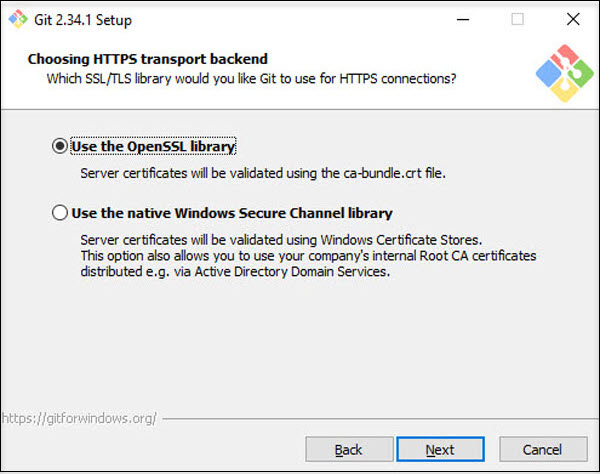 Git 2.34.1 Setup
Choosing HTTPS transport backend
Which SSL/TLS library would you like Git to use for HTTPS connections?
Use the OpenSSL library
Server certificates will be validated using the ca-bundle.crt file.
Use the native Windows Secure Channel library
Server certificates will be validated using Windows Certificate Stores.
This option also allows you to use your company's internal Root CA certificates
distributed e.g. via Active Directory Domain Services.
https://gitforwindows.org/
Back Next Cancel